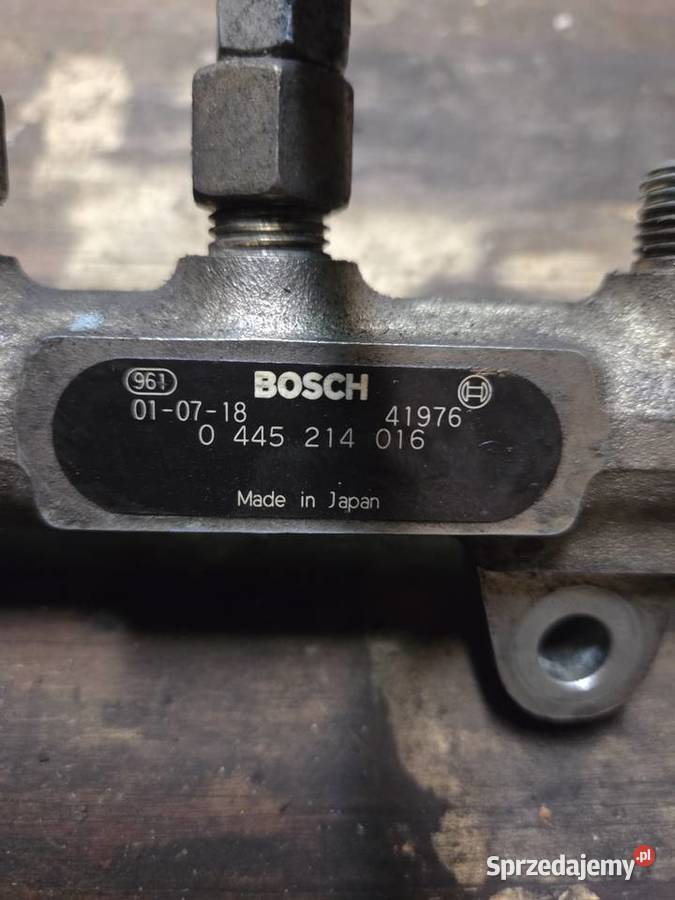 961 BOSCH
01-07-18 41976
0 445 214 016
Made in Japan
Sprzedajemy.pl